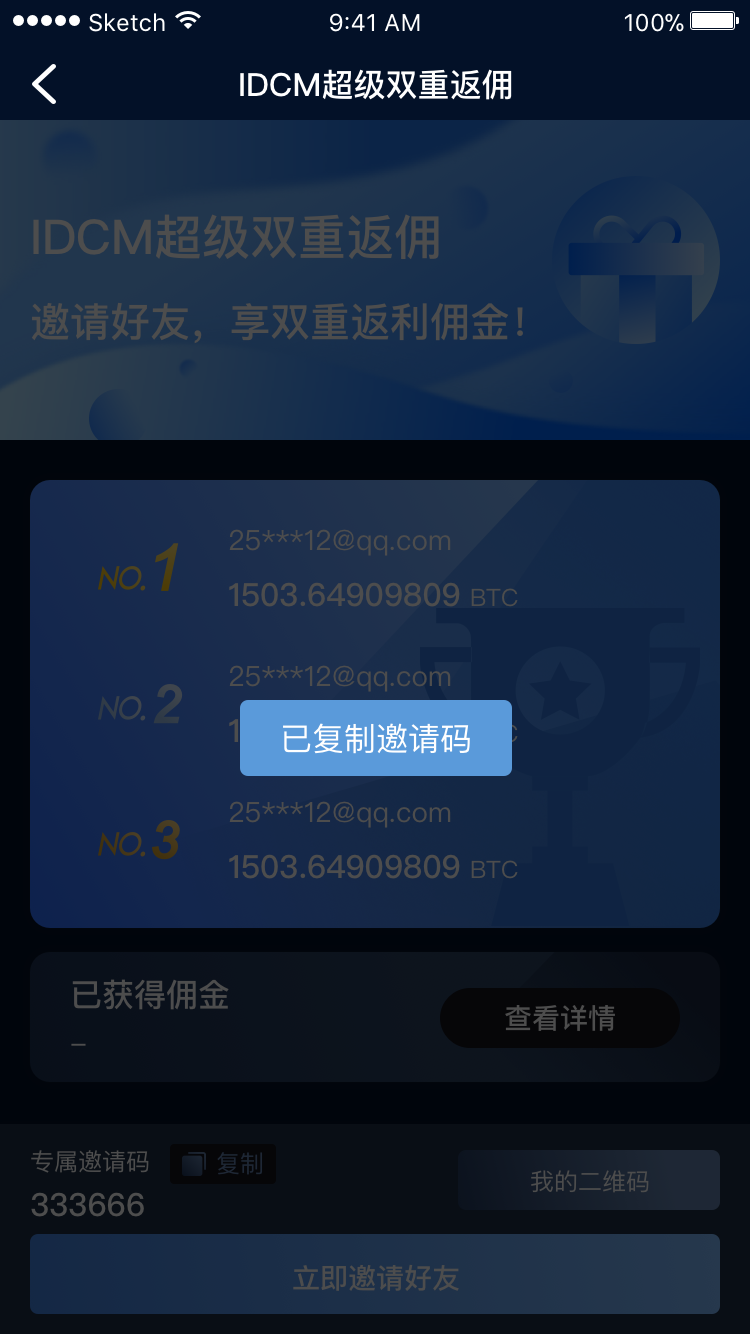 Sketch 9:41 AM 100%
IDCM超级双重返佣
IDCM超级双重返佣
邀请好友，享双重返利佣金！
NO.1
25***12@qq.com
1503.64909809 BTC
NO.2
25***12@qq.com
已复制邀请码
NO.3
25***12@qq.com
1503.64909809 BTC
已获得佣金
–
查看详情
专属邀请码
复制
333666
我的二维码
立即邀请好友